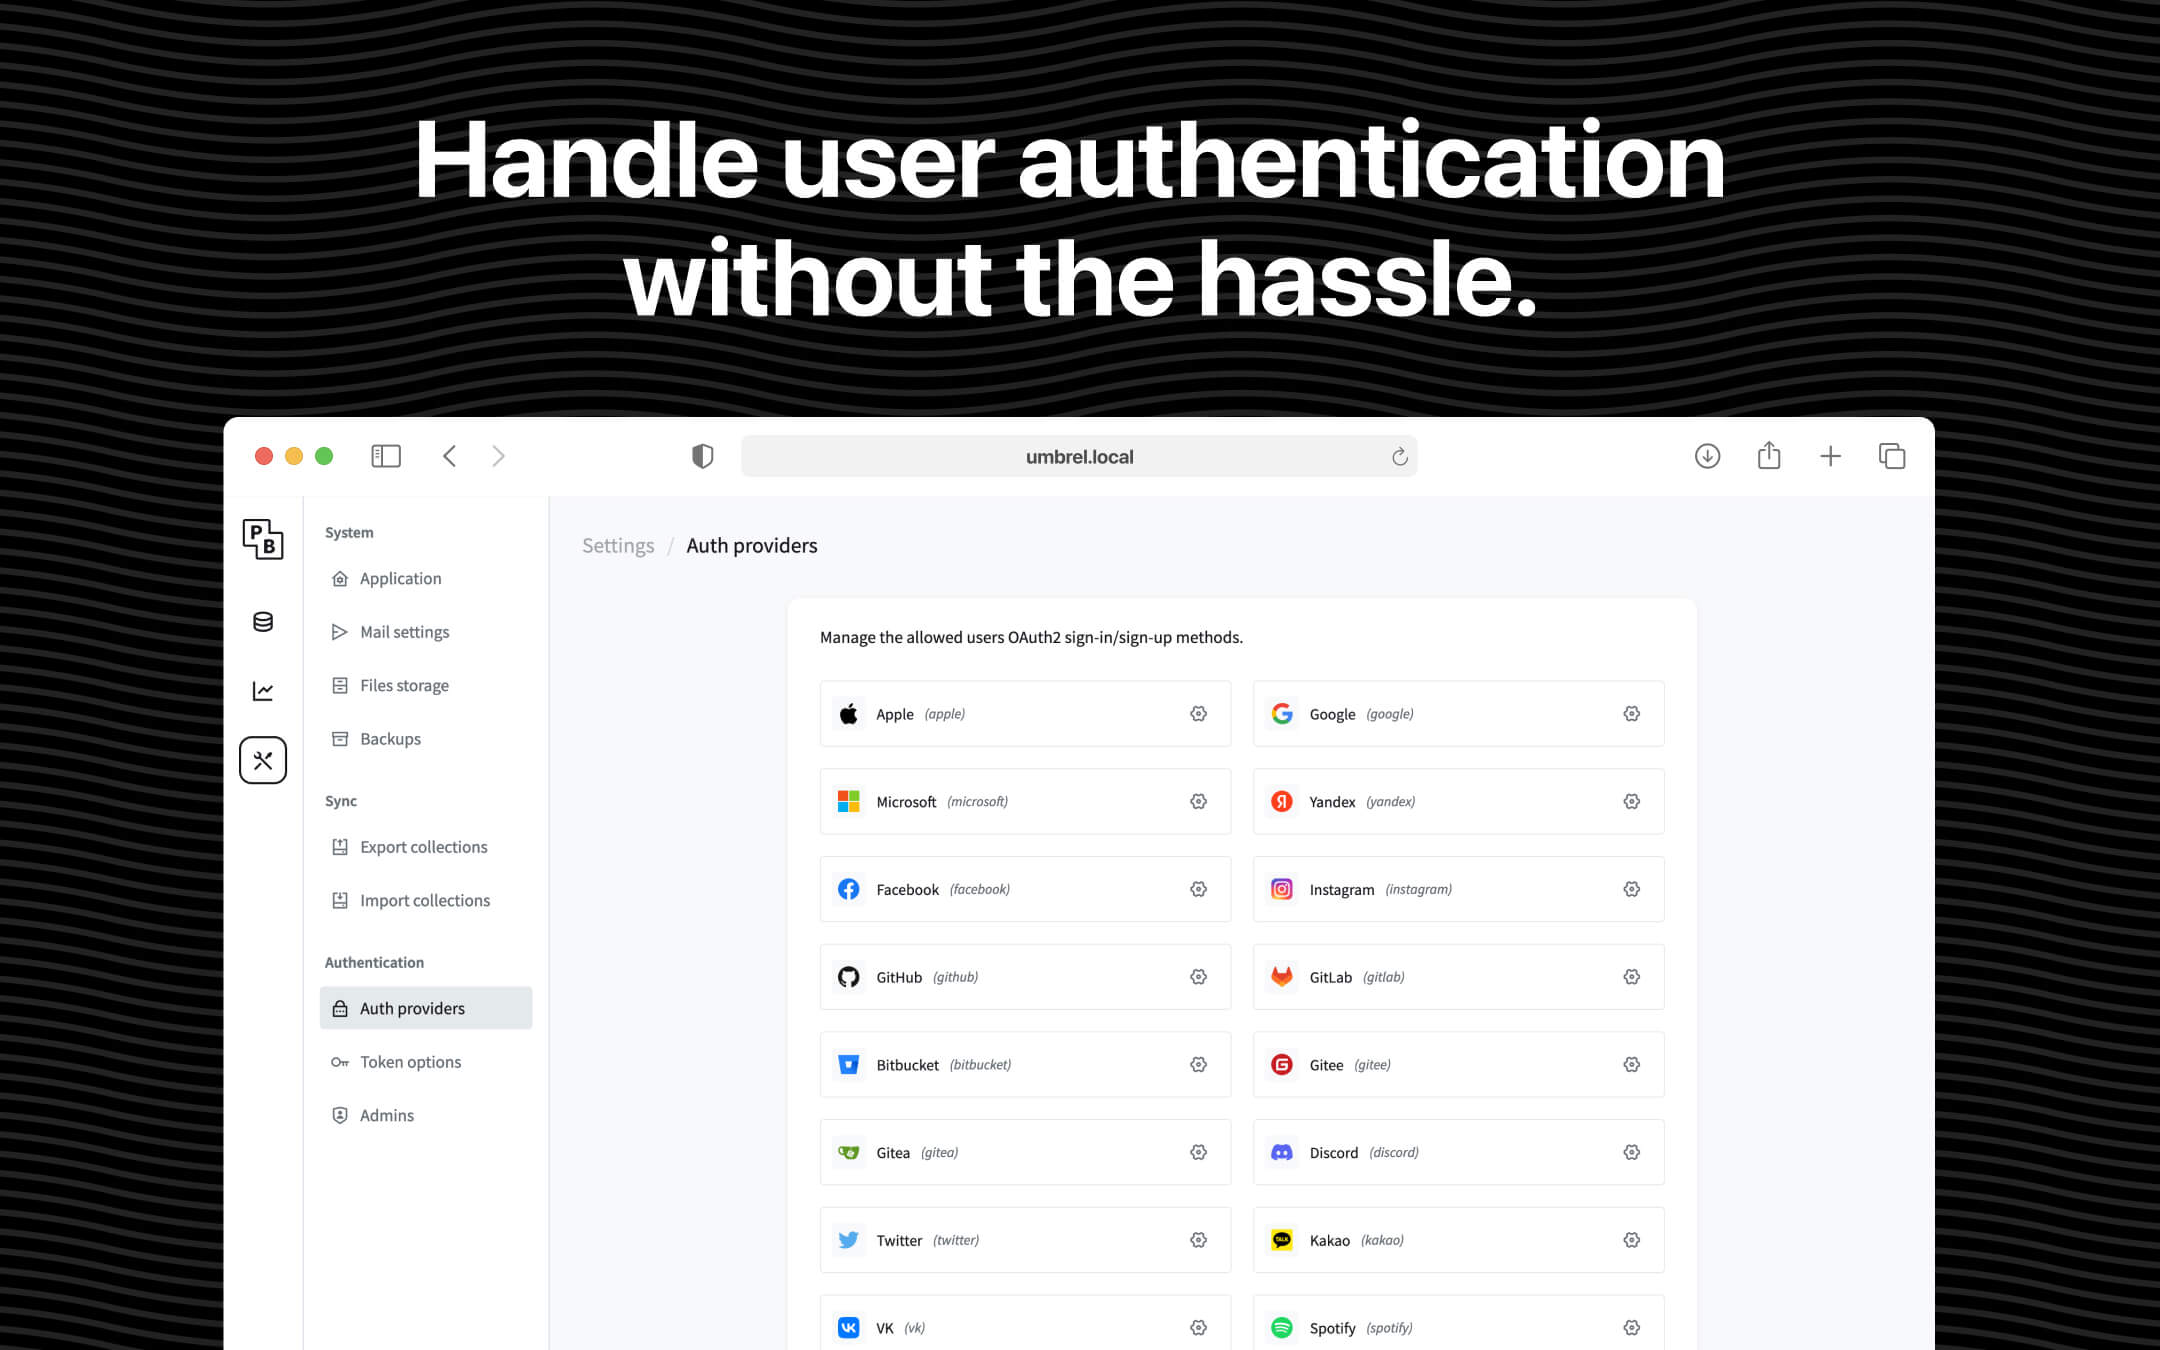 Handle user authentication
without the hassle.
umbrel.local
P
B
System
Application
Mail settings
Files storage
Backups
Sync
Export collections
Import collections
Authentication
Auth providers
Token options
Admins
Settings / Auth providers
Manage the allowed users OAuth2 sign-in/sign-up methods.
Apple (apple)
Google (google)
Microsoft (microsoft)
Yandex (yandex)
Facebook (facebook)
Instagram (instagram)
GitHub (github)
GitLab (gitlab)
Bitbucket (bitbucket)
Gitee (gitee)
Gitea (gitea)
Discord (discord)
Twitter (twitter)
TALK
Kakao (kakao)
VK (vk)
Spotify (spotify)